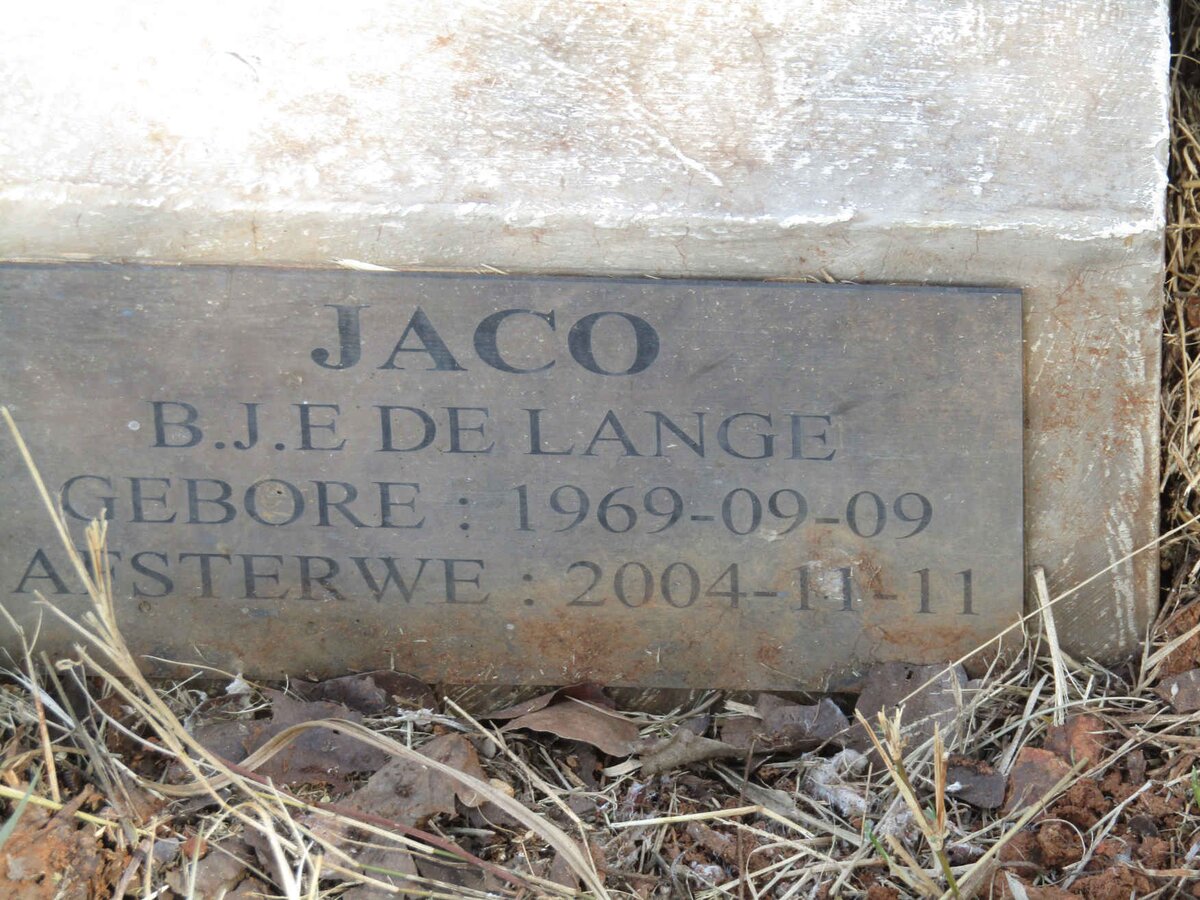 JACO
B.J.E DE LANGE
GEBORE : 1969-09-09
AFSTERWE : 2004-11-11